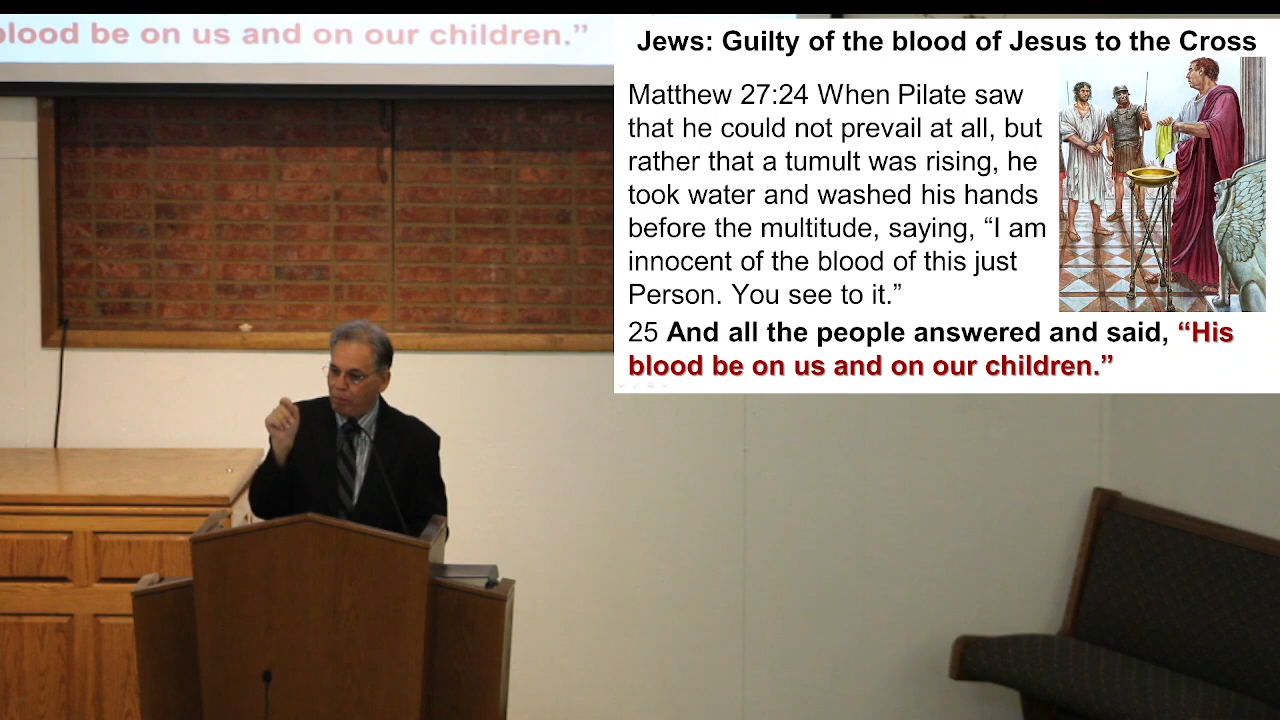 blood be on us and on our children.”
Jews: Guilty of the blood of Jesus to the Cross
Matthew 27:24 When Pilate saw
that he could not prevail at all, but
rather that a tumult was rising, he
took water and washed his hands
before the multitude, saying, “I am
innocent of the blood of this just
Person. You see to it.”
25 And all the people answered and said, “His
blood be on us and on our children.”